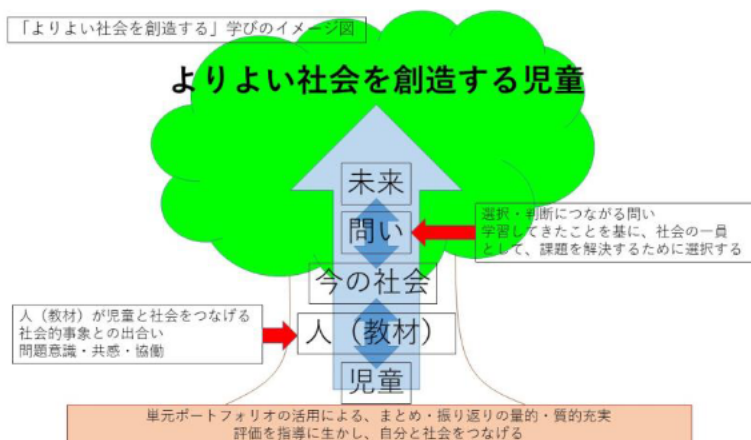 「よりよい社会を創造する」学びのイメージ図
よりよい社会を創造する児童
未来
問い
選択・判断につながる問い
学習してきたことを基に、社会の一員
として、課題を解決するために選択する
今の社会
人（教材）が児童と社会をつなげる
社会的事象との出合い
問題意識・共感・協働
人（教材）
児童
単元ポートフォリオの活用による、まとめ・振り返りの量的・質的充実
評価を指導に生かし、自分と社会をつなげる